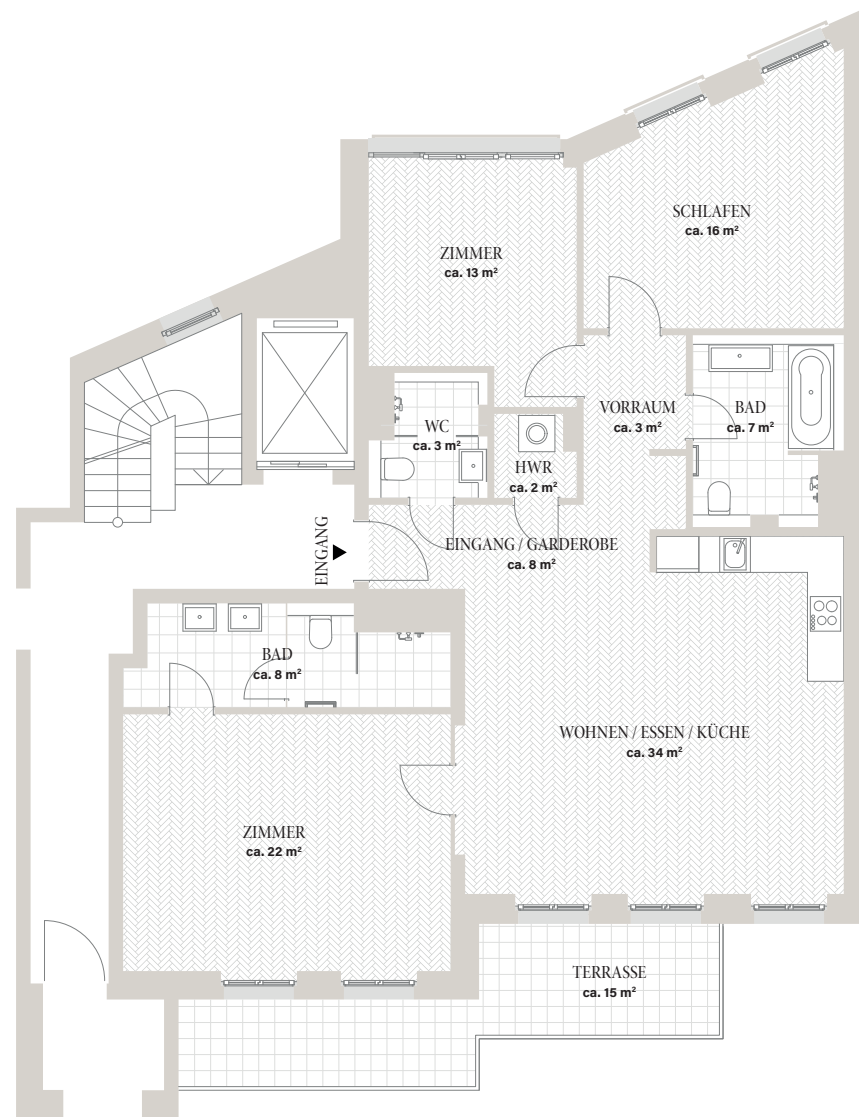 SCHLAFEN
ca. 16 m²
ZIMMER
ca. 13 m²
VORRAUM
ca. 3 m²
BAD
ca. 7 m²
WC
ca. 3 m²
HWR
ca. 2 m²
EINGANG
EINGANG / GARDEROBE
ca. 8 m²
BAD
ca. 8 m²
WOHNEN / ESSEN / KÜCHE
ca. 34 m²
ZIMMER
ca. 22 m²
TERRASSE
ca. 15 m²